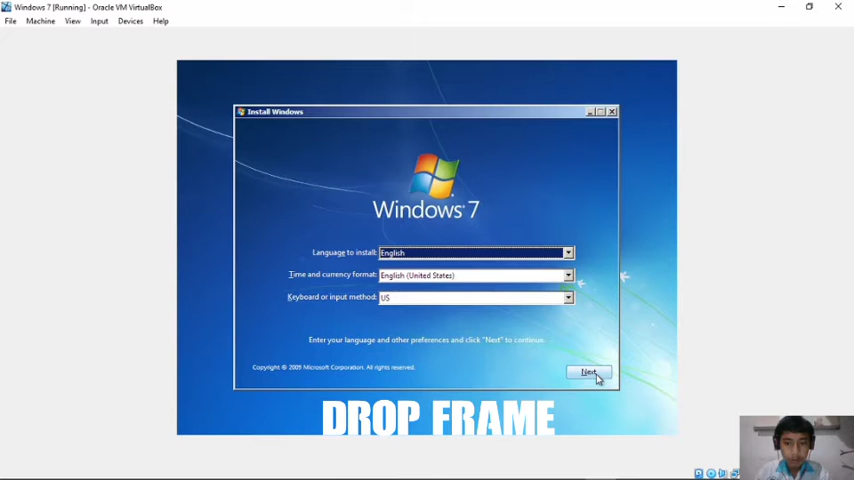 Windows 7 [Running] - Oracle VM VirtualBox
File Machine View Input Devices Help
Install Windows
Windows 7
Language to install: English
Time and currency format: English (United States)
Keyboard or input method: US
Enter your language and other preferences and click "Next" to continue.
Copyright © 2009 Microsoft Corporation. All rights reserved.
Next
DROP FRAME